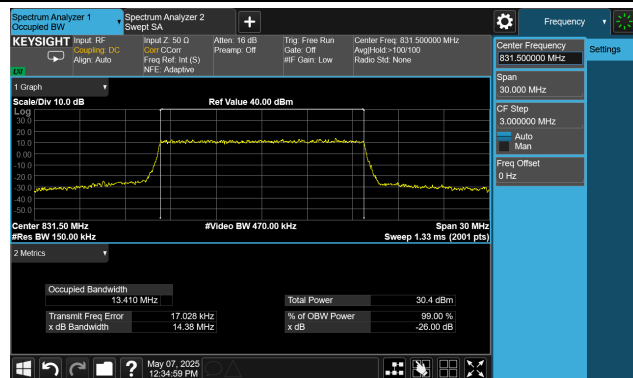 Spectrum Analyzer 1
Occupied BW
Spectrum Analyzer 2
Swept SA
+
Frequency
KEYSIGHT
Input: RF
Coupling: DC
Align: Auto
Input Z: 50 Ω
Corr CCorr
Freq Ref: Int (S)
NFE: Adaptive
Atten: 16 dB
Preamp: Off
Trig: Free Run
Gate: Off
#IF Gain: Low
Center Freq: 831.500000 MHz
Avg|Hold:>100/100
Radio Std: None
LXI
Center Frequency
831.500000 MHz
Settings
Span
30.000 MHz
CF Step
3.000000 MHz
Auto
Man
Freq Offset
0 Hz
1 Graph
Scale/Div 10.0 dB
Ref Value 40.00 dBm
Log
30.0
20.0
10.0
0.00
-10.0
-20.0
-30.0
-40.0
-50.0
Center 831.50 MHz
#Video BW 470.00 kHz
Span 30 MHz
#Res BW 150.00 kHz
Sweep 1.33 ms (2001 pts)
2 Metrics
Occupied Bandwidth
13.410 MHz
Total Power 30.4 dBm
Transmit Freq Error 17.028 kHz
% of OBW Power 99.00 %
x dB Bandwidth 14.38 MHz
x dB -26.00 dB
?
May 07, 2025
12:34:59 PM